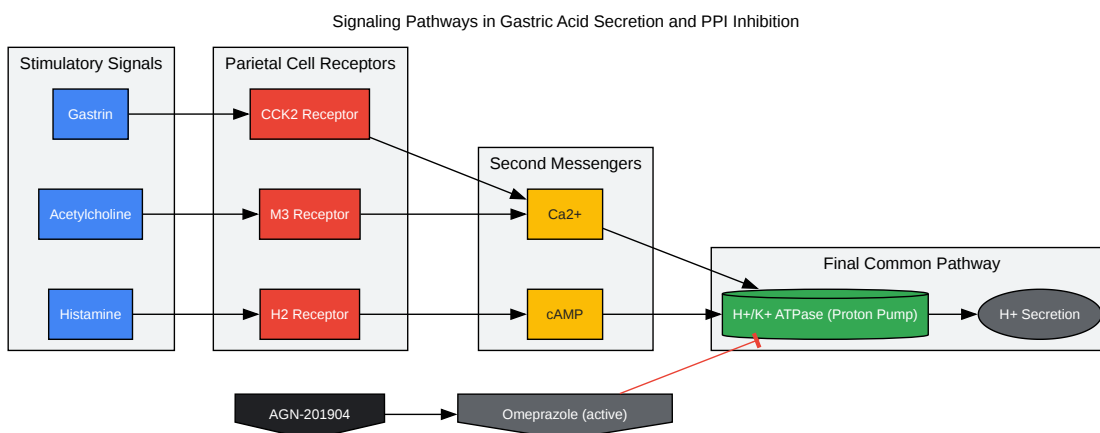 Signaling Pathways in Gastric Acid Secretion and PPI Inhibition
Stimulatory Signals
Parietal Cell Receptors
Gastrin
CCK2 Receptor
Second Messengers
Acetylcholine
M3 Receptor
Ca2+
Final Common Pathway
Histamine
H2 Receptor
cAMP
H+/K+ ATPase (Proton Pump)
H+ Secretion
AGN-201904
Omeprazole (active)